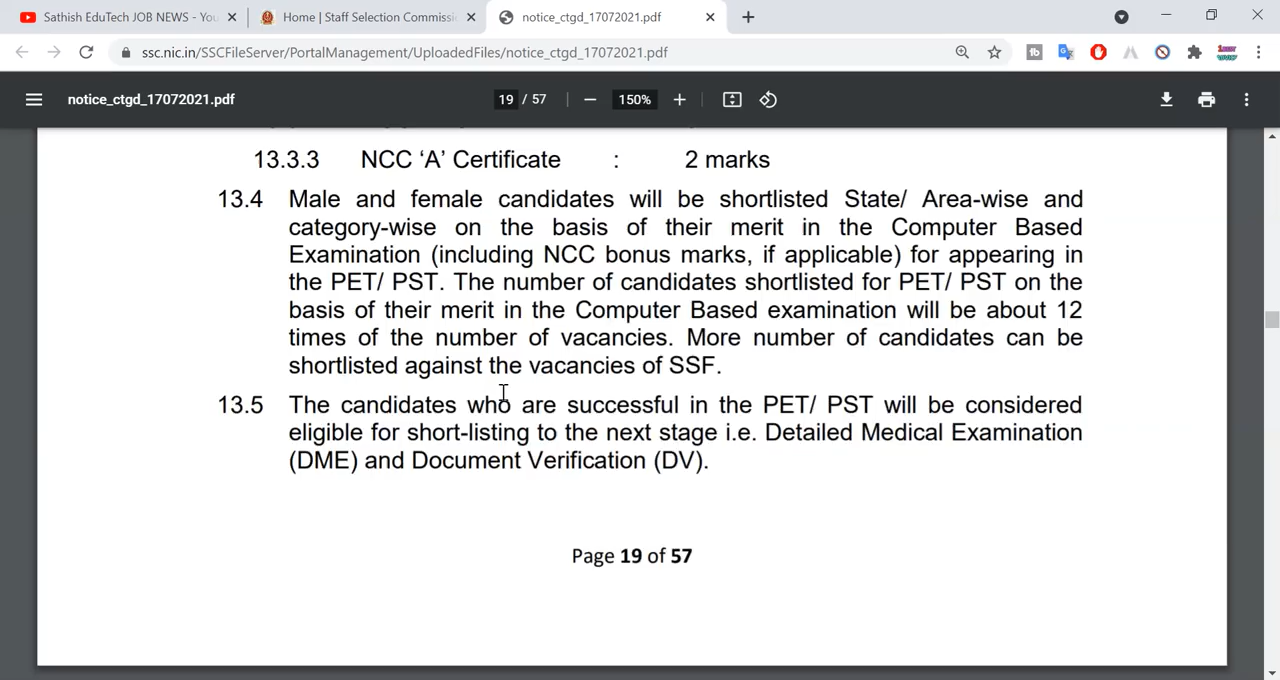 Sathish EduTech JOB NEWS - You
Home | Staff Selection Commissi
notice_ctgd_17072021.pdf
ssc.nic.in/SSCFileServer/PortalManagement/UploadedFiles/notice_ctgd_17072021.pdf
notice_ctgd_17072021.pdf
19 / 57
150%
13.3.3 NCC ‘A’ Certificate : 2 marks
13.4 Male and female candidates will be shortlisted State/ Area-wise and
category-wise on the basis of their merit in the Computer Based
Examination (including NCC bonus marks, if applicable) for appearing in
the PET/ PST. The number of candidates shortlisted for PET/ PST on the
basis of their merit in the Computer Based examination will be about 12
times of the number of vacancies. More number of candidates can be
shortlisted against the vacancies of SSF.
13.5 The candidates who are successful in the PET/ PST will be considered
eligible for short-listing to the next stage i.e. Detailed Medical Examination
(DME) and Document Verification (DV).
Page 19 of 57